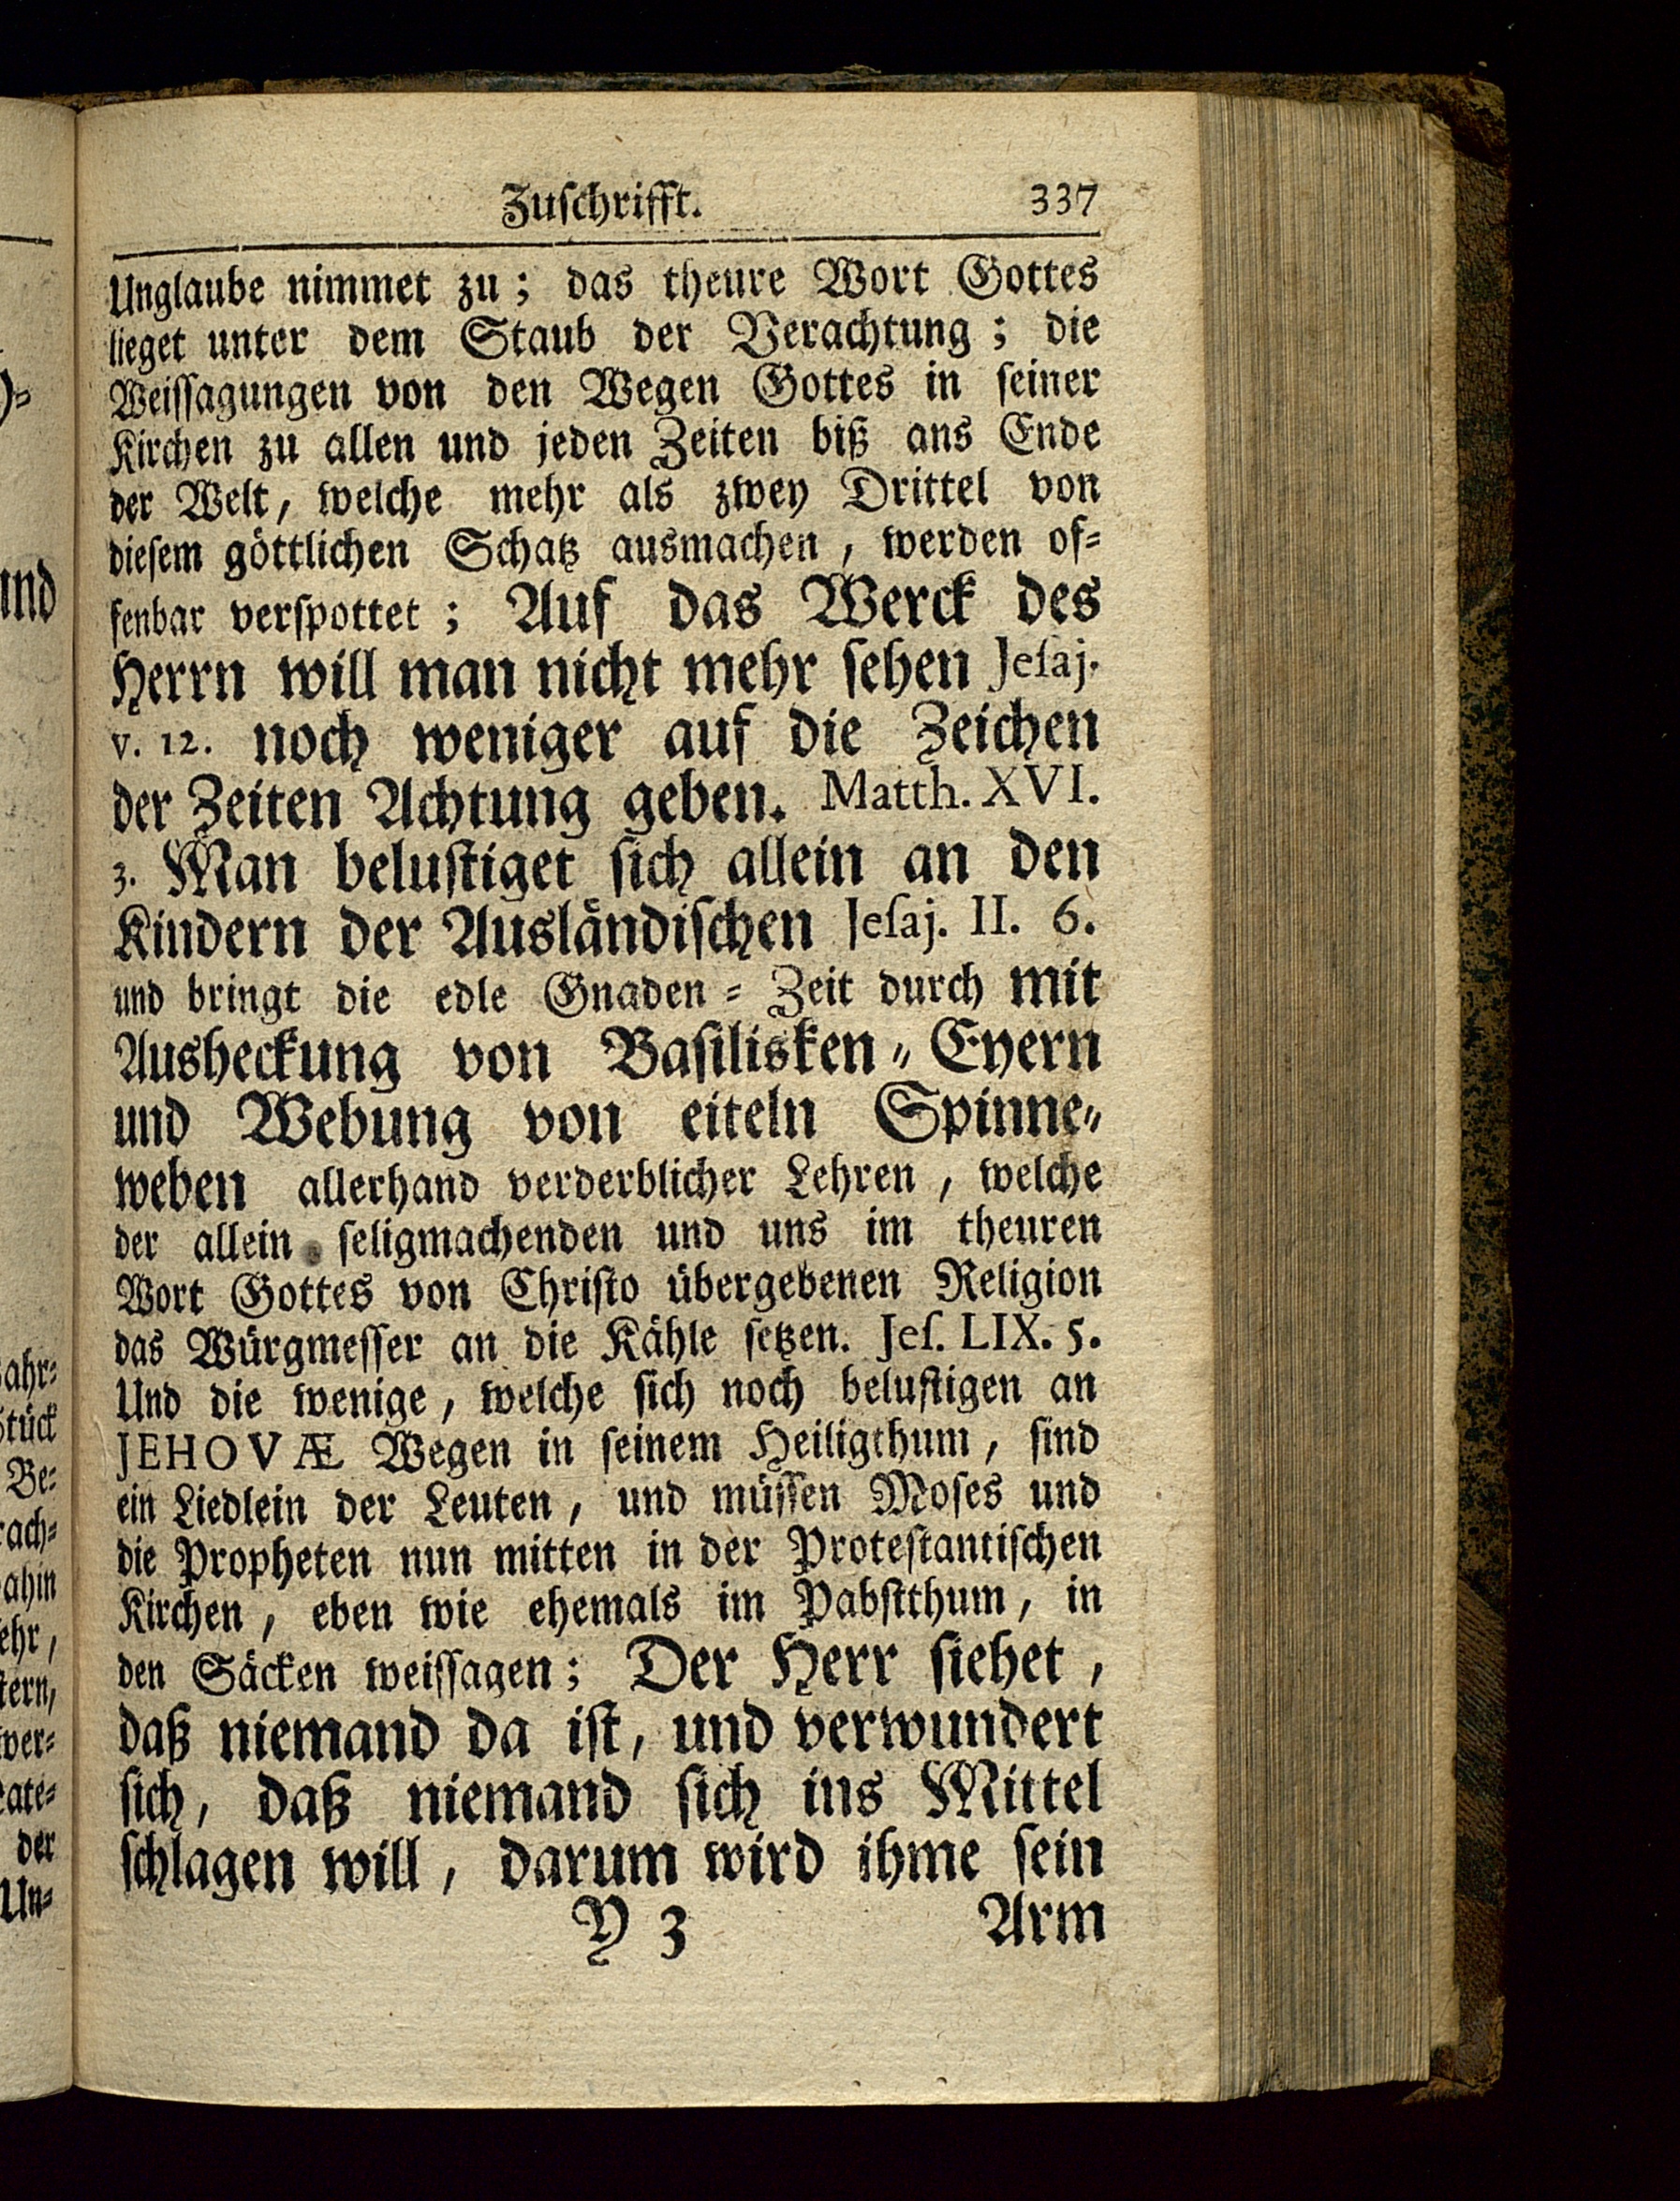 Zuſchrifft. 337
Unglaube nimmet zu; das theure Wort Gottes
lieget unter dem Staub der Verachtung; die
Weiſſagungen von den Wegen Gottes in ſeiner
Kirchen zu allen und jeden Zeiten biß ans Ende
der Welt, welche mehr als zwey Drittel von
dieſem göttlichen Schatz ausmachen, werden of-
fenbar verſpottet; Auf das Werck des
Herrn will man nicht mehr ſehen Jeſaj.
v. 12. noch weniger auf die Zeichen
der Zeiten Achtung geben. Matth. XVI.
3. Man beluſtiget ſich allein an den
Kindern der Ausländiſchen Jeſaj. II. 6.
und bringt die edle Gnaden-Zeit durch mit
Ausheckung von Baſilisken-Eyern
und Webung von eiteln Spinne-
weben allerhand verderblicher Lehren, welche
der allein ſeligmachenden und uns im theuren
Wort Gottes von Chriſto übergebenen Religion
das Würgmeſſer an die Kähle ſetzen. Jeſ. LIX. 5.
Und die wenige, welche ſich noch beluſtigen an
JEHOVÆ Wegen in ſeinem Heiligthum, ſind
ein Liedlein der Leuten, und müſſen Moſes und
die Propheten nun mitten in der Proteſtantiſchen
Kirchen, eben wie ehemals im Pabſtthum, in
den Säcken weiſſagen; Der Herr ſiehet,
daß niemand da iſt, und verwundert
ſich, daß niemand ſich ins Mittel
ſchlagen will, darum wird ihme ſein
Y 3 Arm